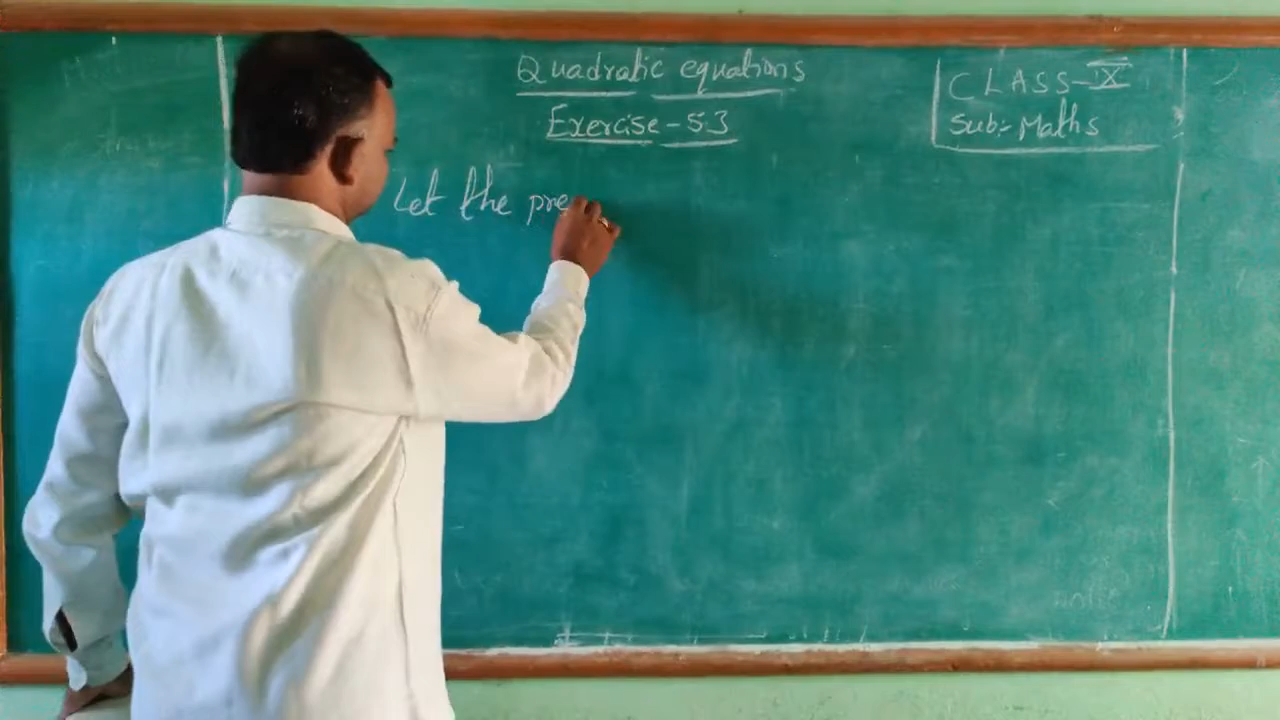 Quadratic equations
Exercise-5.3
CLASS-IX
Sub:- Maths
Let the pre